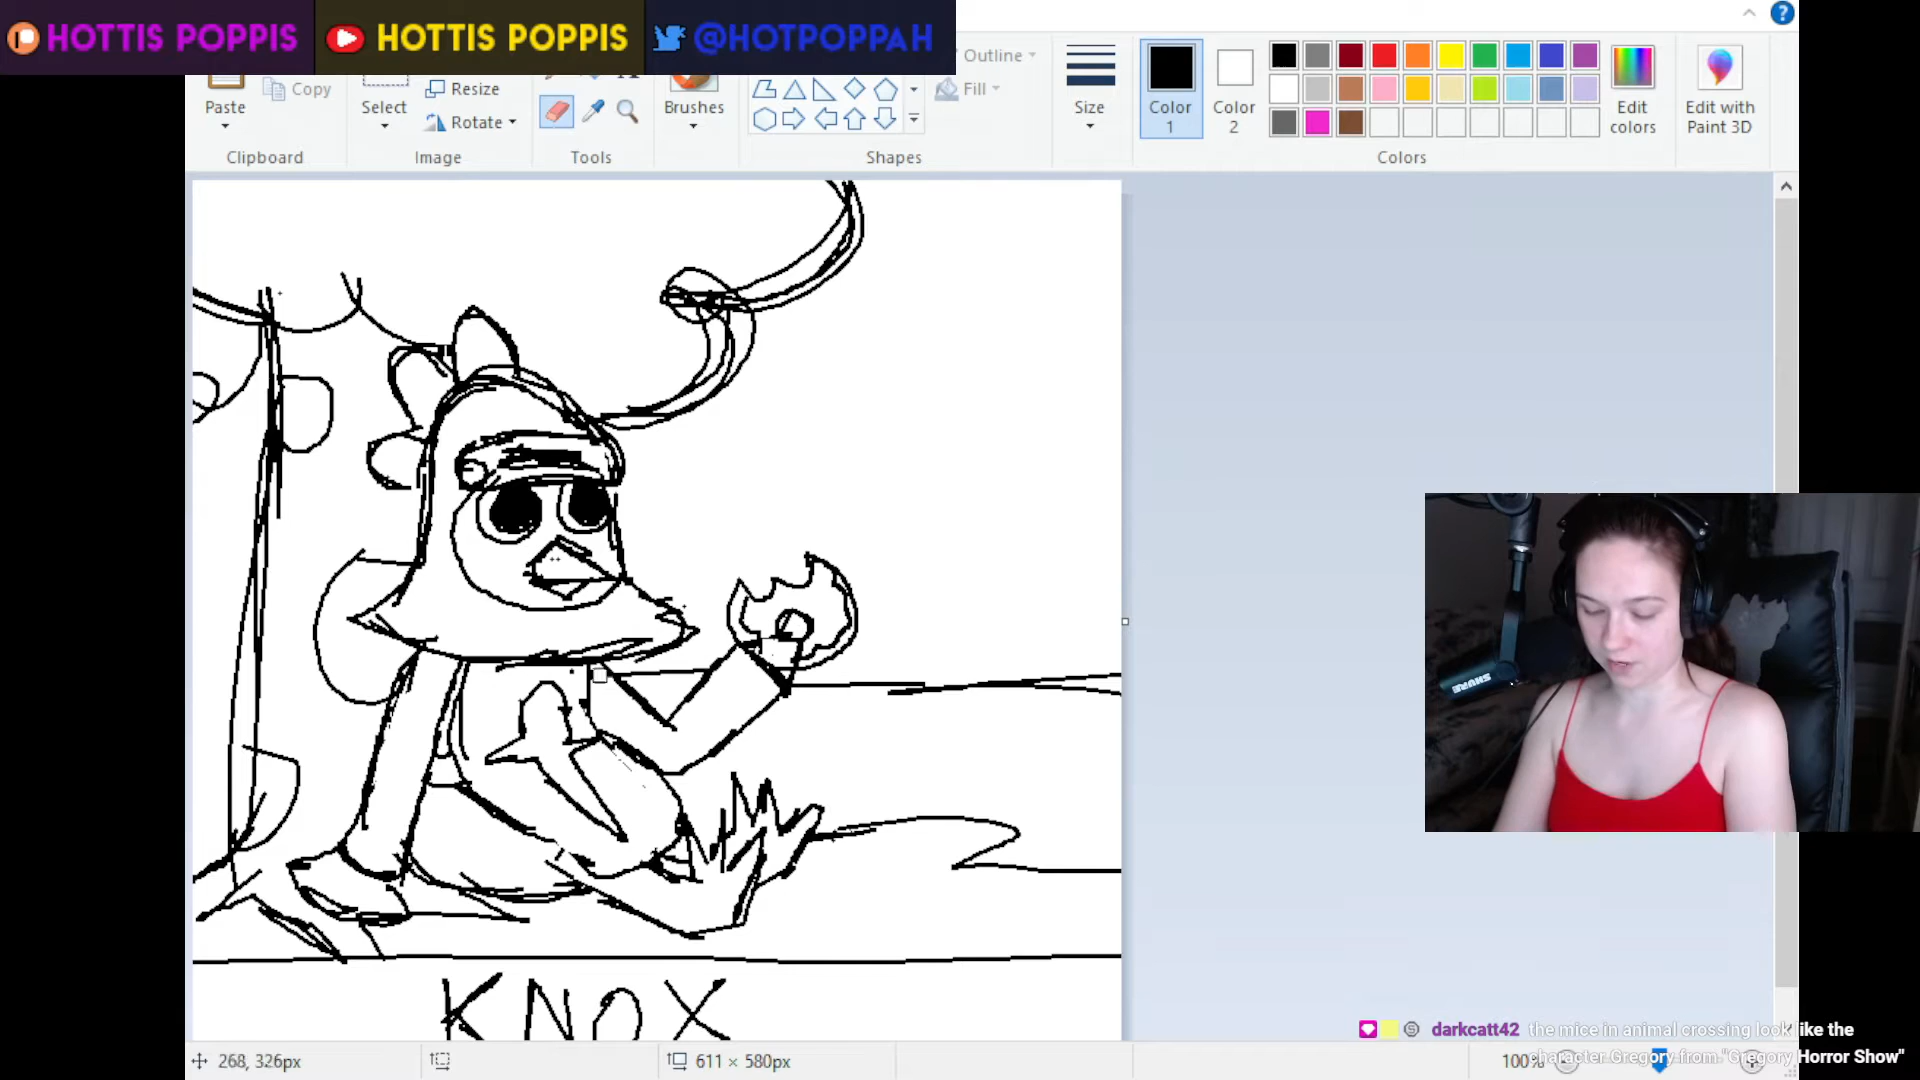 HOTTIS POPPIS
HOTTIS POPPIS
@HOTPOPPAH
Outline
Copy
Resize
Fill
Paste
Select
Rotate
Brushes
Size
Color 1
Color 2
Edit colors
Edit with Paint 3D
Clipboard
Image
Tools
Shapes
Colors
SHURE
KNOX
darkcatt42 the mice in animal crossing look like the
character Gregory from "Gregory Horror Show"
268, 326px
611 × 580px
100%